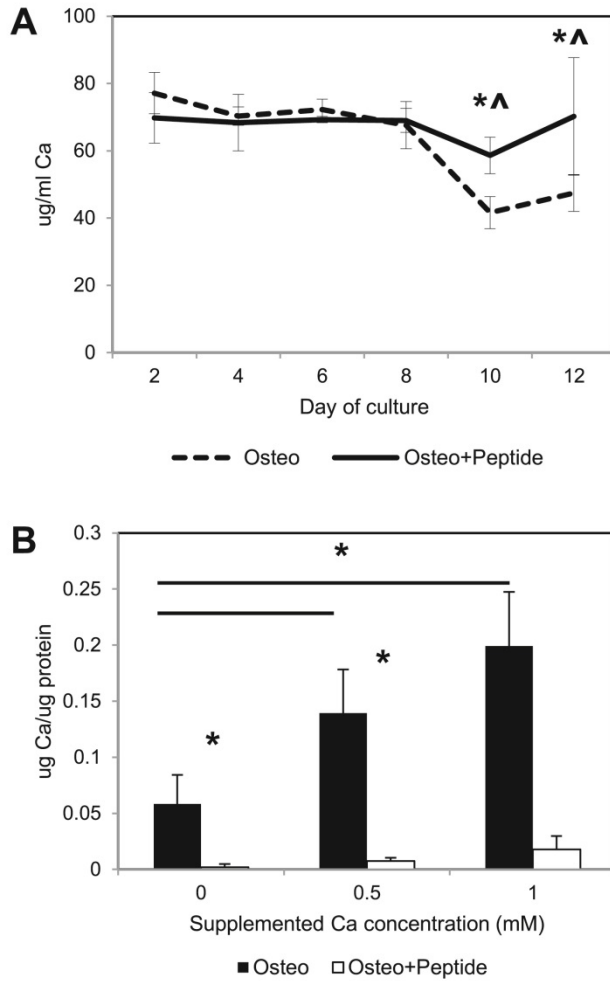 A
100
80
60
40
20
0
ug/ml Ca
*^
*^
2 4 6 8 10 12
Day of culture
Osteo Osteo+Peptide
B
0.3
0.25
0.2
0.15
0.1
0.05
0
ug Ca/ug protein
*
*
*
0 0.5 1
Supplemented Ca concentration (mM)
Osteo Osteo+Peptide